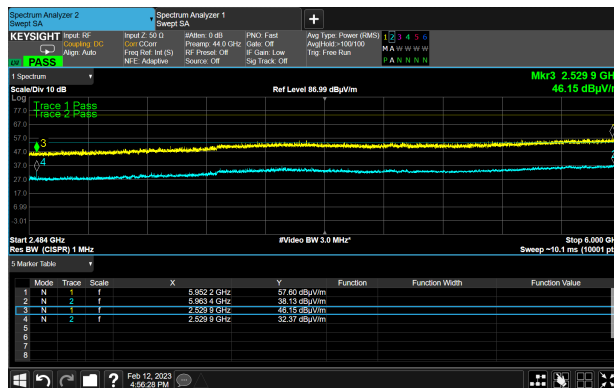 Spectrum Analyzer 2
Swept SA
Spectrum Analyzer 1
Swept SA
KEYSIGHT
Input: RF
Coupling: DC
Align: Auto
Input Z: 50 Ω
Corr CCorr
Freq Ref: Int (S)
NFE: Adaptive
#Atten: 0 dB
Preamp: 44.0 GHz
RF Preset: Off
Source: Off
PNO: Fast
Gate: Off
IF Gain: Low
Sig Track: Off
Avg Type: Power (RMS)
Avg|Hold:>100/100
Trig: Free Run
1 2 3 4 5 6
M A W W W W
P A N N N N
PASS
1 Spectrum
Scale/Div 10 dB
Ref Level 86.99 dBµV/m
Mkr3 2.529 9 GHz
46.15 dBµV/m
Log
Trace 1 Pass
Trace 2 Pass
77.0
67.0
57.0
47.0
37.0
27.0
17.0
6.99
-3.01
3
4
Start 2.484 GHz
#Video BW 3.0 MHz*
Stop 6.000 GH
Res BW (CISPR) 1 MHz
Sweep ~10.1 ms (10001 pt
5 Marker Table
Mode Trace Scale X Y Function Function Width Function Value
1 N 1 f 5.952 2 GHz 57.60 dBµV/m
2 N 2 f 5.963 4 GHz 38.13 dBµV/m
3 N 1 f 2.529 9 GHz 46.15 dBµV/m
4 N 2 f 2.529 9 GHz 32.37 dBµV/m
5
6
7
8
Feb 12, 2023
4:56:28 PM